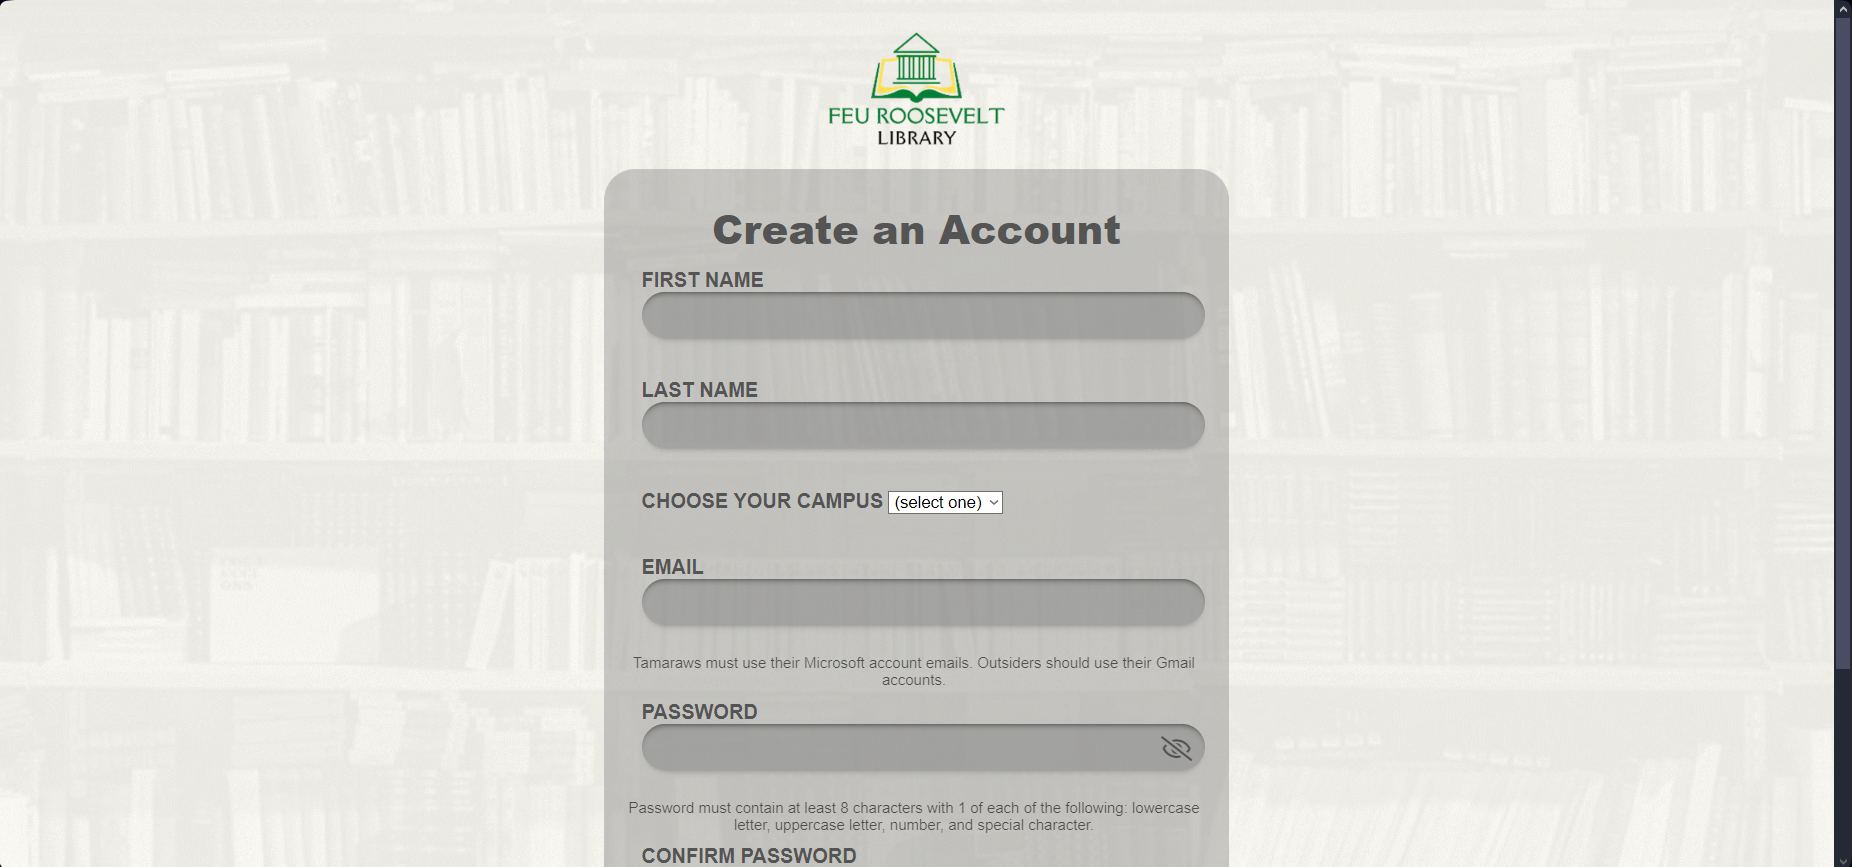 FEU ROOSEVELT
LIBRARY
Create an Account
FIRST NAME
LAST NAME
CHOOSE YOUR CAMPUS (select one)
EMAIL
Tamaraws must use their Microsoft account emails. Outsiders should use their Gmail
accounts.
PASSWORD
Password must contain at least 8 characters with 1 of each of the following: lowercase
letter, uppercase letter, number, and special character.
CONFIRM PASSWORD